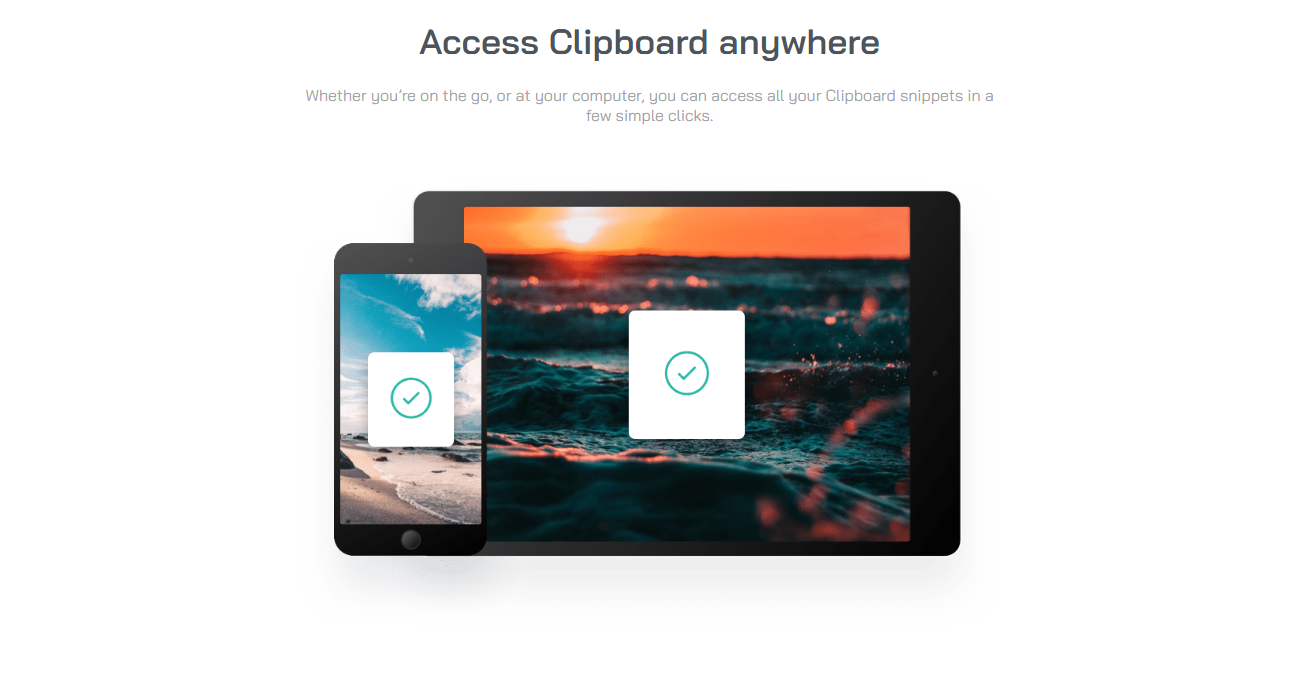 Access Clipboard anywhere
Whether you’re on the go, or at your computer, you can access all your Clipboard snippets in a
few simple clicks.